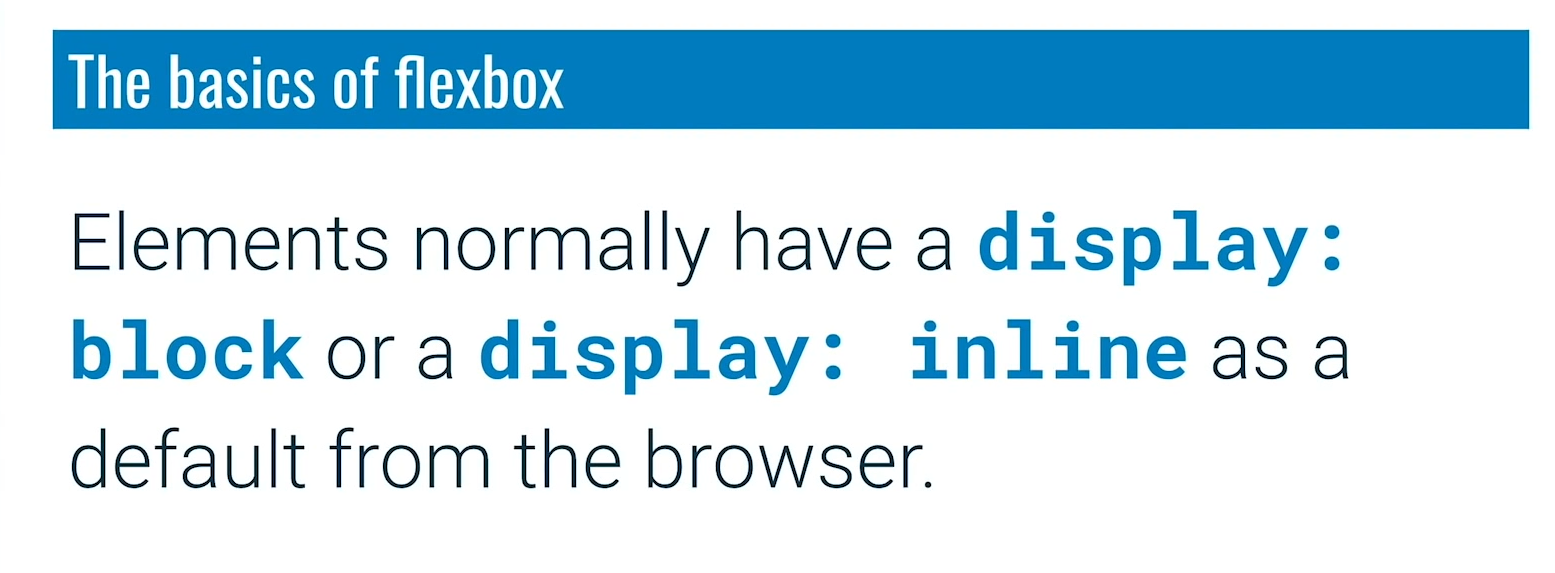 The basics of flexbox
Elements normally have a display:
block or a display: inline as a
default from the browser.